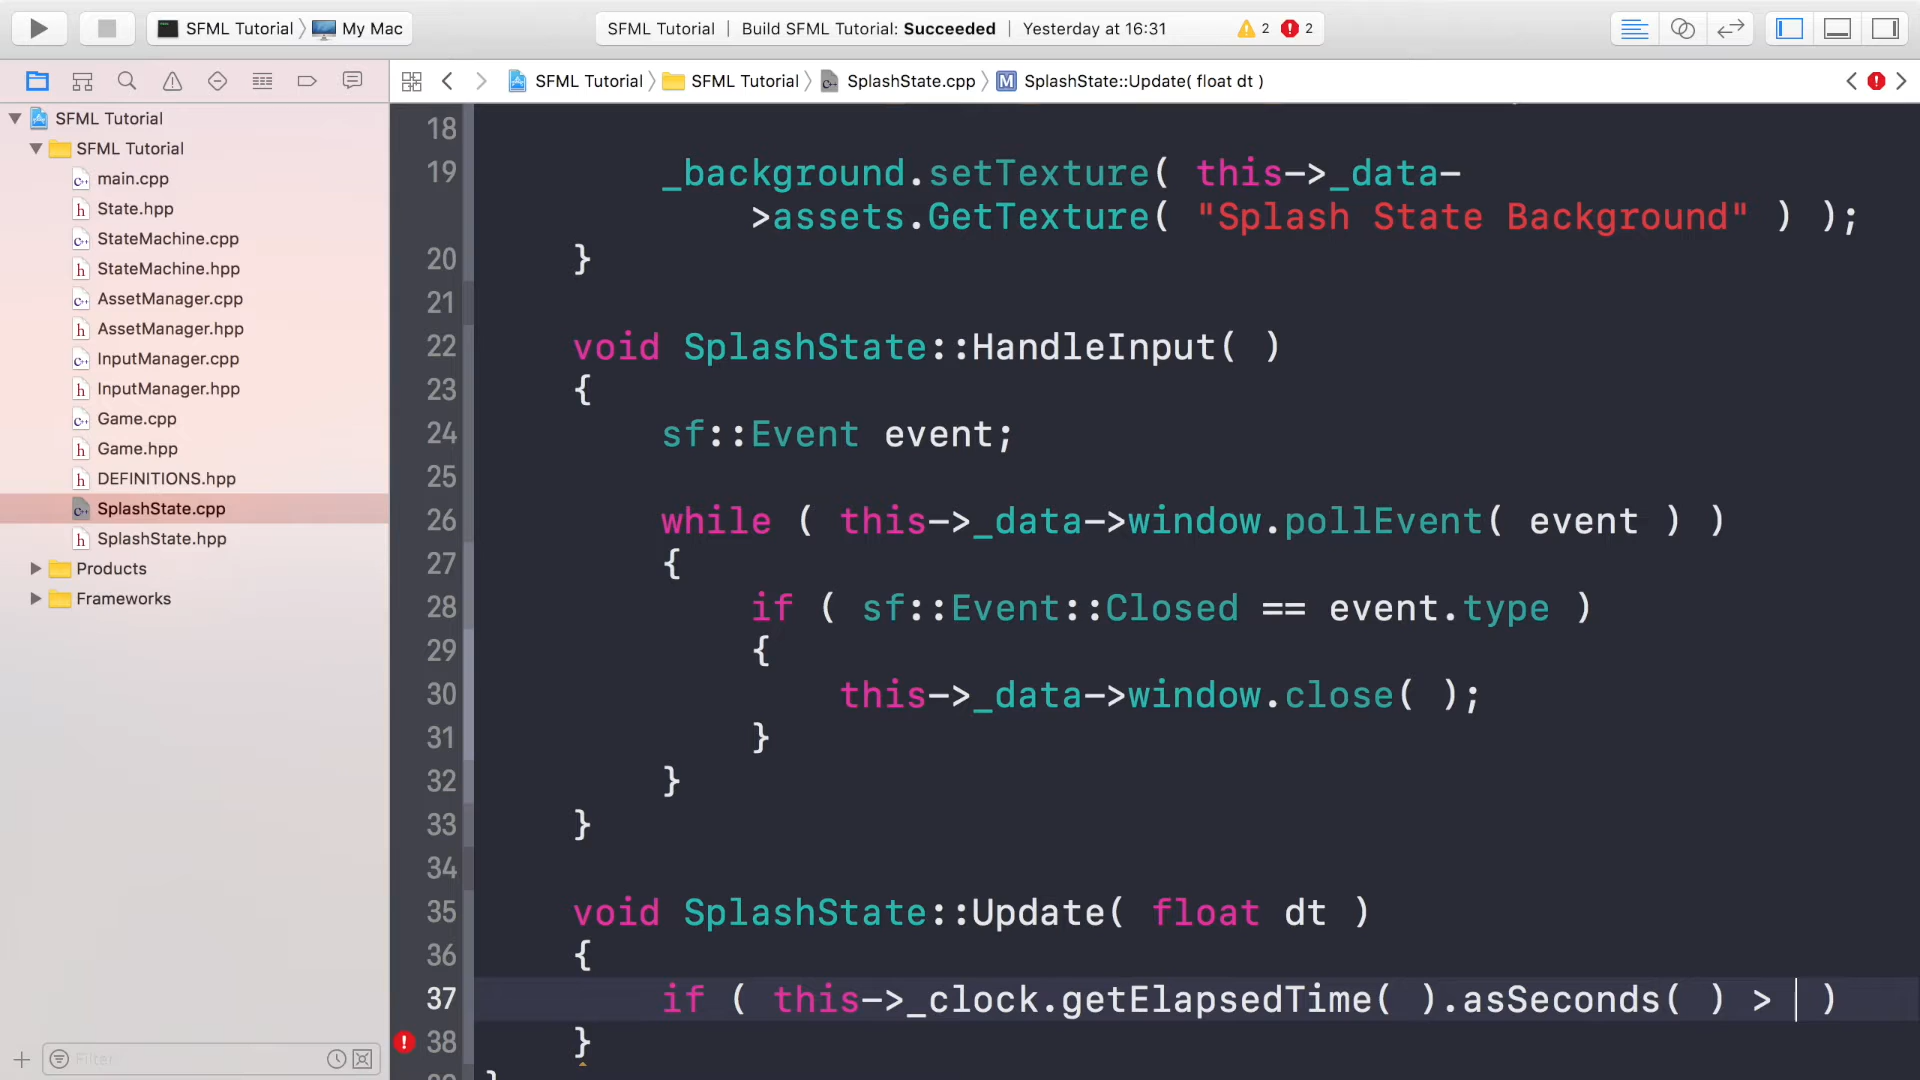 SFML Tutorial My Mac SFML Tutorial | Build SFML Tutorial: Succeeded | Yesterday at 16:31 2 2
SFML Tutorial SFML Tutorial SplashState.cpp M SplashState::Update( float dt )
SFML Tutorial
SFML Tutorial
main.cpp
State.hpp
StateMachine.cpp
StateMachine.hpp
AssetManager.cpp
AssetManager.hpp
InputManager.cpp
InputManager.hpp
Game.cpp
Game.hpp
DEFINITIONS.hpp
SplashState.cpp
SplashState.hpp
Products
Frameworks
Filter
18
19 _background.setTexture( this->_data-
>assets.GetTexture( "Splash State Background" ) );
20 }
21
22 void SplashState::HandleInput( )
23 {
24 sf::Event event;
25
26 while ( this->_data->window.pollEvent( event ) )
27 {
28 if ( sf::Event::Closed == event.type )
29 {
30 this->_data->window.close( );
31 }
32 }
33 }
34
35 void SplashState::Update( float dt )
36 {
37 if ( this->_clock.getElapsedTime( ).asSeconds( ) > )
38 }